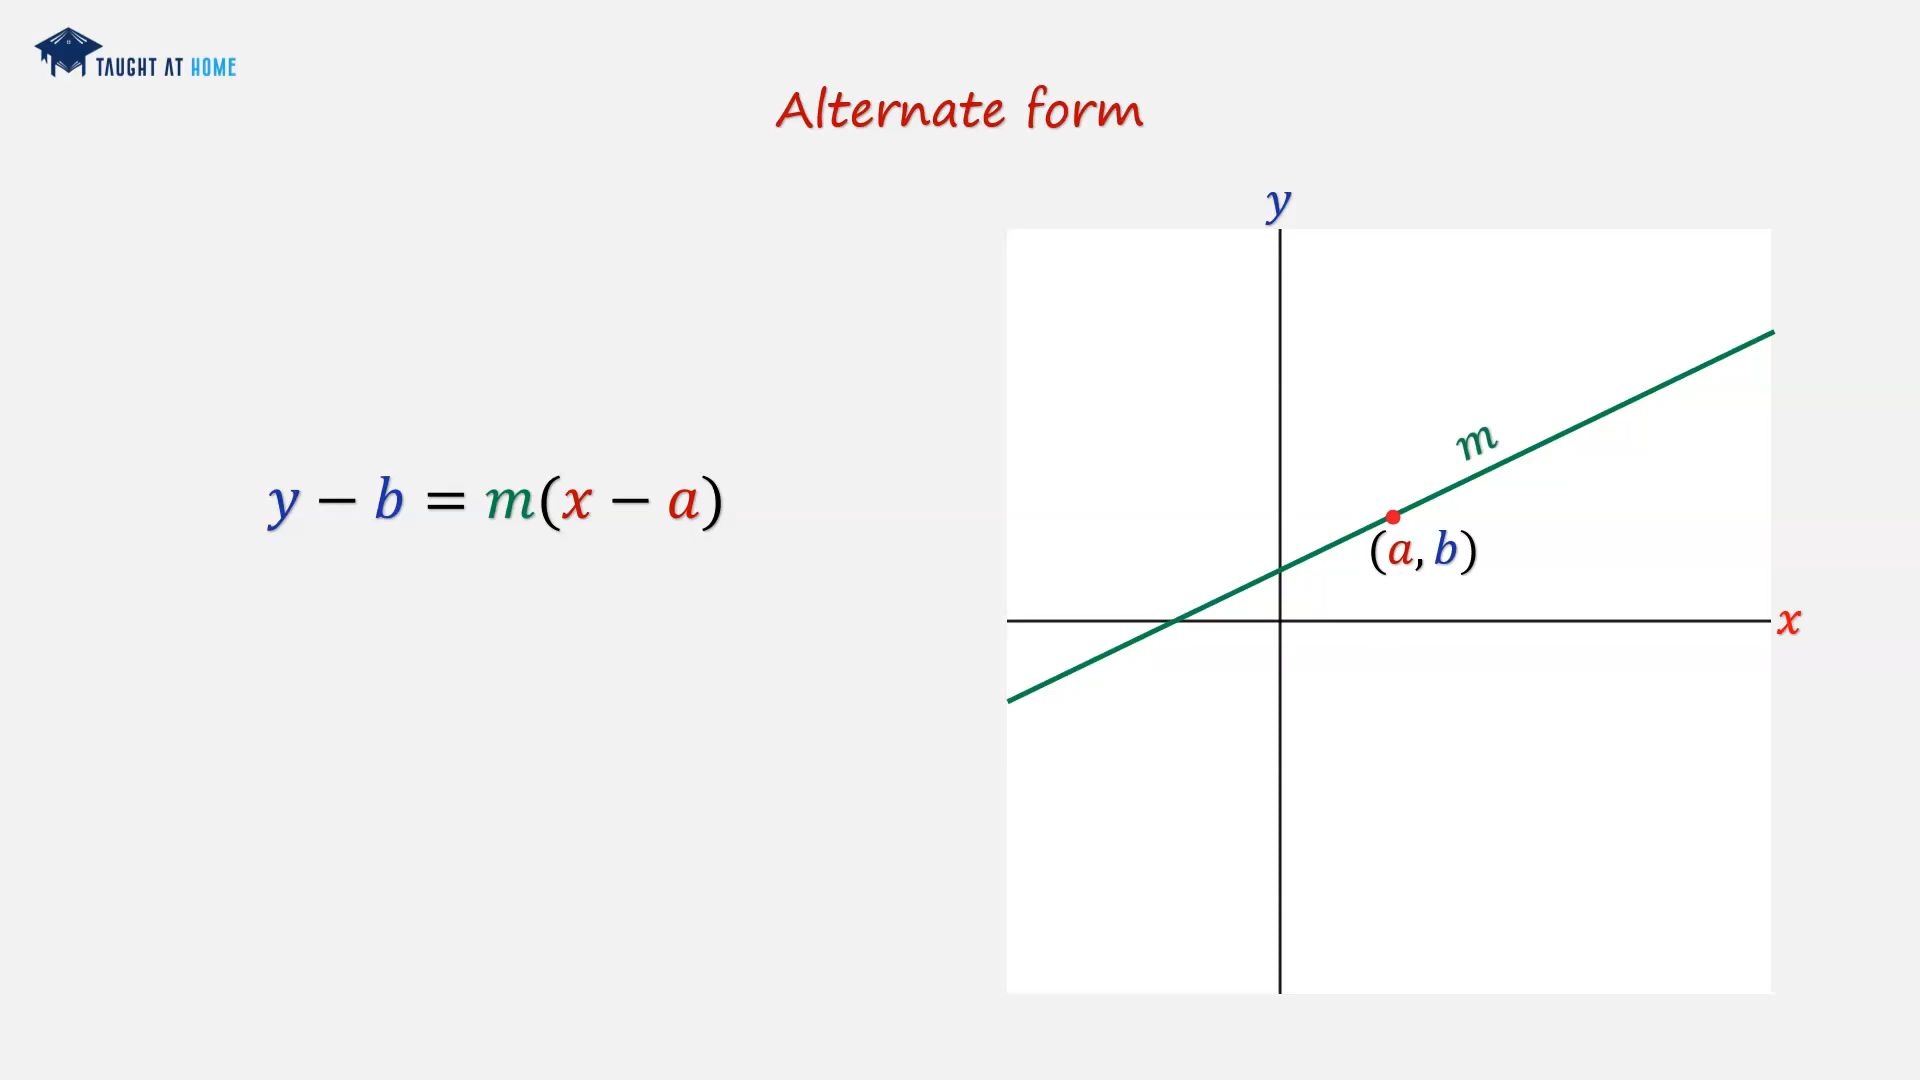 TAUGHT AT HOME
Alternate form
y
m
y − b = m(x − a)
(a, b)
x